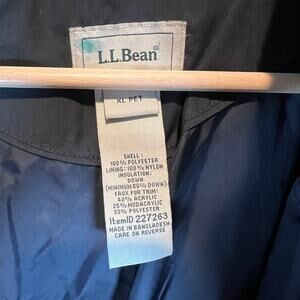 L.L.Bean®
XL PET
SHELL:
100% POLYESTER
LINING: 100% NYLON
INSULATION:
DOWN
(MINIMUM 80% DOWN)
FAUX FUR TRIM:
42% ACRYLIC
25% MODACRYLIC
33% POLYESTER
ItemID 227263
MADE IN BANGLADESH
CARE ON REVERSE